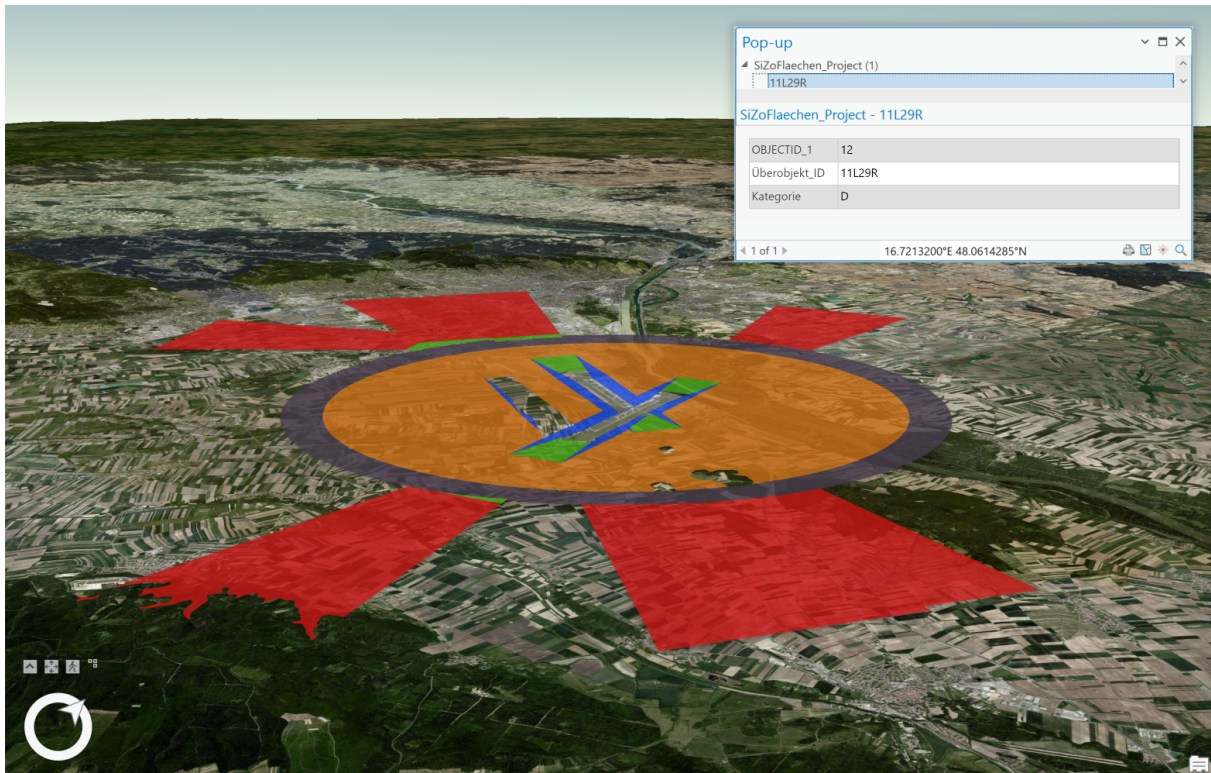 Pop-up
SiZoFlaechen_Project (1)
11L29R
SiZoFlaechen_Project - 11L29R
OBJECTID_1 12
Überobjekt_ID 11L29R
Kategorie D
1 of 1 16.7213200°E 48.0614285°N